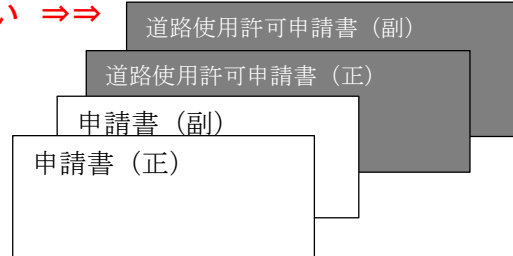 い ⇒⇒
道路使用許可申請書（副）
道路使用許可申請書（正）
申請書（副）
申請書（正）